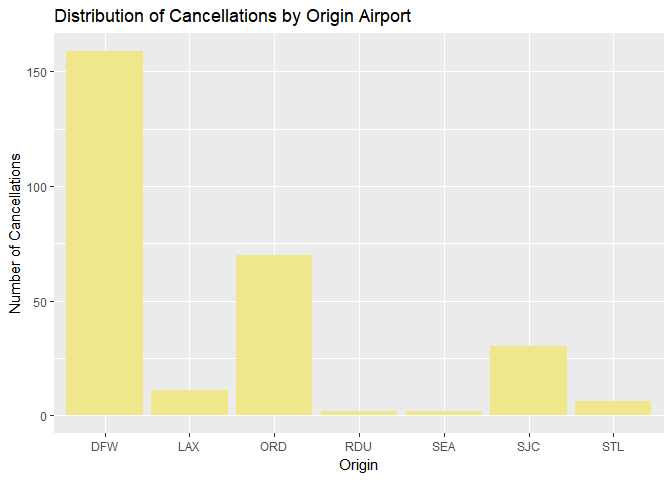 Distribution of Cancellations by Origin Airport
Number of Cancellations
150
100
50
0
DFW LAX ORD RDU SEA SJC STL
Origin